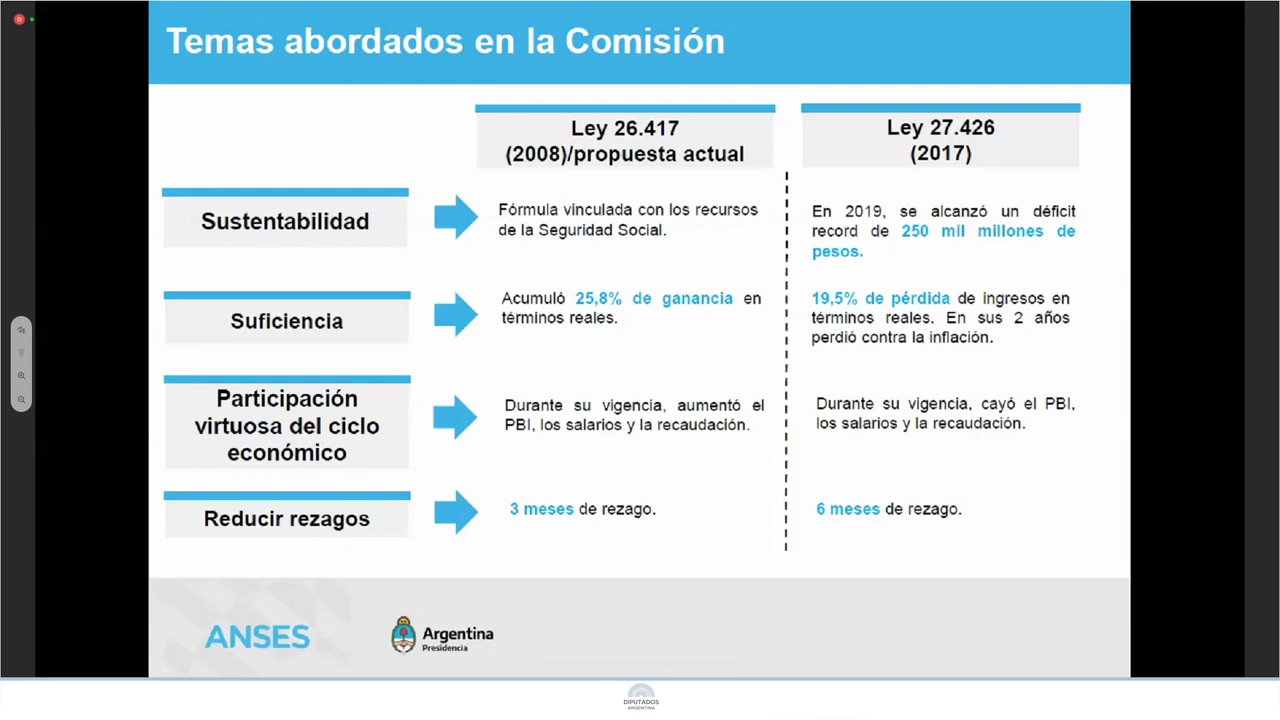 Temas abordados en la Comisión
Ley 26.417
(2008)/propuesta actual
Ley 27.426
(2017)
Sustentabilidad
Fórmula vinculada con los recursos
de la Seguridad Social.
En 2019, se alcanzó un déficit
record de 250 mil millones de
pesos.
Suficiencia
Acumuló 25,8% de ganancia en
términos reales.
19,5% de pérdida de ingresos en
términos reales. En sus 2 años
perdió contra la inflación.
Participación
virtuosa del ciclo
económico
Durante su vigencia, aumentó el
PBI, los salarios y la recaudación.
Durante su vigencia, cayó el PBI,
los salarios y la recaudación.
Reducir rezagos
3 meses de rezago.
6 meses de rezago.
ANSES
Argentina
Presidencia
DIPUTADOS
ARGENTINA